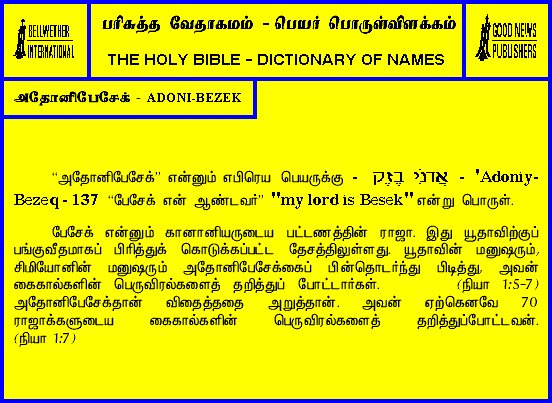 BELLWETHER
INTERNATIONAL
பரிசுத்த வேதாகமம் - பெயர் பொருள்விளக்கம்
THE HOLY BIBLE - DICTIONARY OF NAMES
GOOD NEWS
PUBLISHERS
அதோனிபேசேக் - ADONI-BEZEK
“அதோனிபேசேக்” என்னும் எபிரெய பெயருக்கு - אֲדֹנִי בֶזֶק - 'Adoniy-
Bezeq - 137 “பேசேக் என் ஆண்டவர்” "my lord is Besek" என்று பொருள்.
பேசேக் என்னும் கானானியருடைய பட்டணத்தின் ராஜா. இது யூதாவிற்குப்
பங்குவீதமாகப் பிரித்துக் கொடுக்கப்பட்ட தேசத்திலுள்ளது. யூதாவின் மனுஷரும்,
சிமியோனின் மனுஷரும் அதோனிபேசேக்கைப் பின்தொடர்ந்து பிடித்து, அவன்
கைகால்களின் பெருவிரல்களைத் தறித்துப் போட்டார்கள். (நியா 1:5-7)
அதோனிபேசேக்தான் விதைத்ததை அறுத்தான். அவன் ஏற்கெனவே 70
ராஜாக்களுடைய கைகால்களின் பெருவிரல்களைத் தறித்துப்போட்டவன்.
(நியா 1:7)